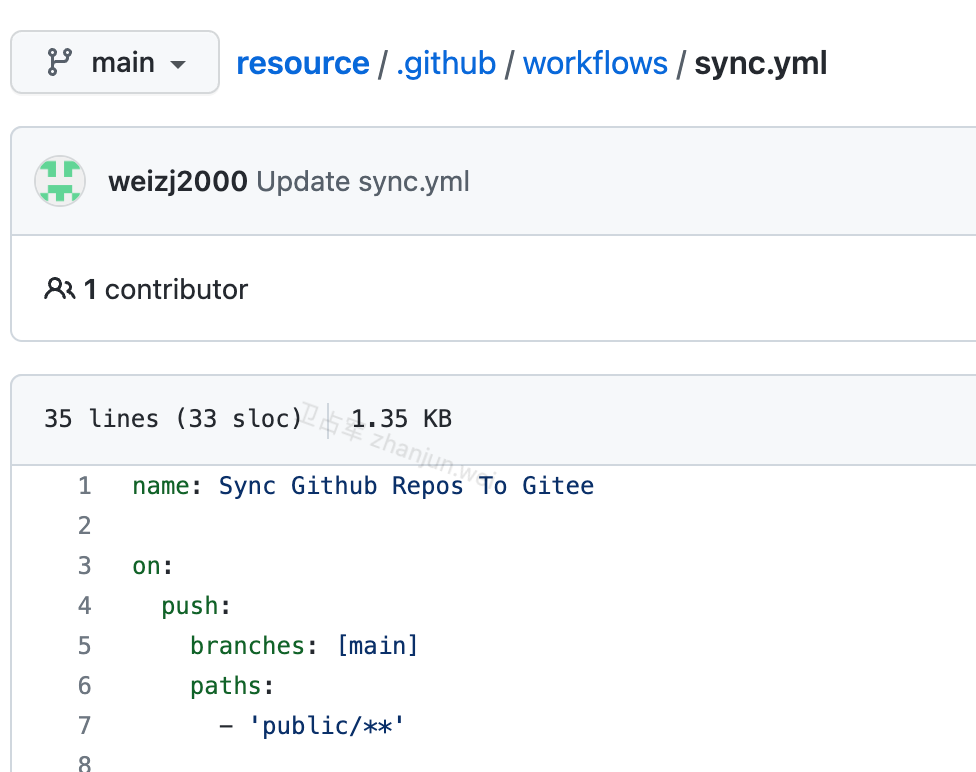 main
resource / .github / workflows / sync.yml
weizj2000 Update sync.yml
1 contributor
35 lines (33 sloc) 1.35 KB
卫占军 zhanjun.wei
1 name: Sync Github Repos To Gitee
2
3 on:
4 push:
5 branches: [main]
6 paths:
7 - 'public/**'
8